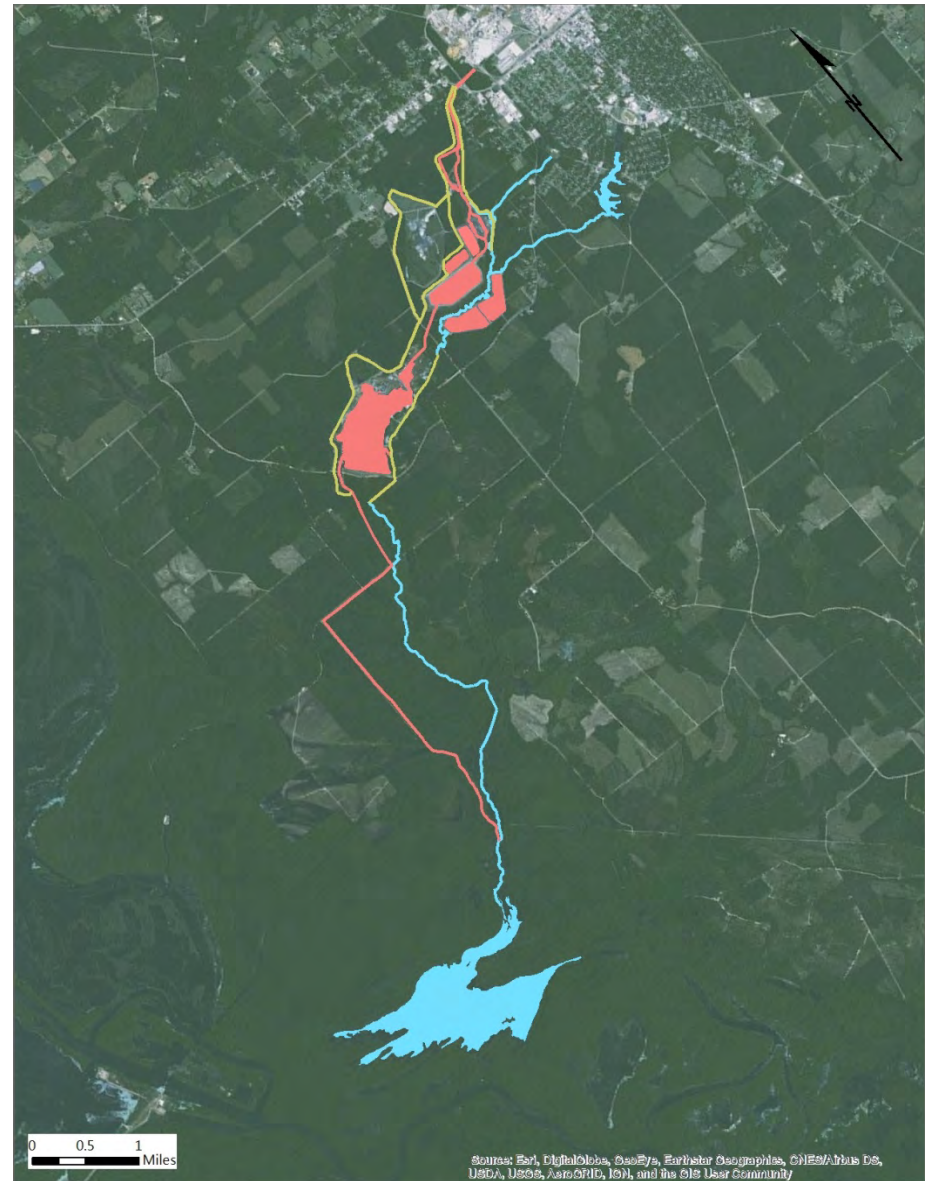 N
0 0.5 1
Miles
Source: Esri, DigitalGlobe, GeoEye, Earthstar Geographics, CNES/Airbus DS,
USDA, USGS, AeroGRID, IGN, and the GIS User Community